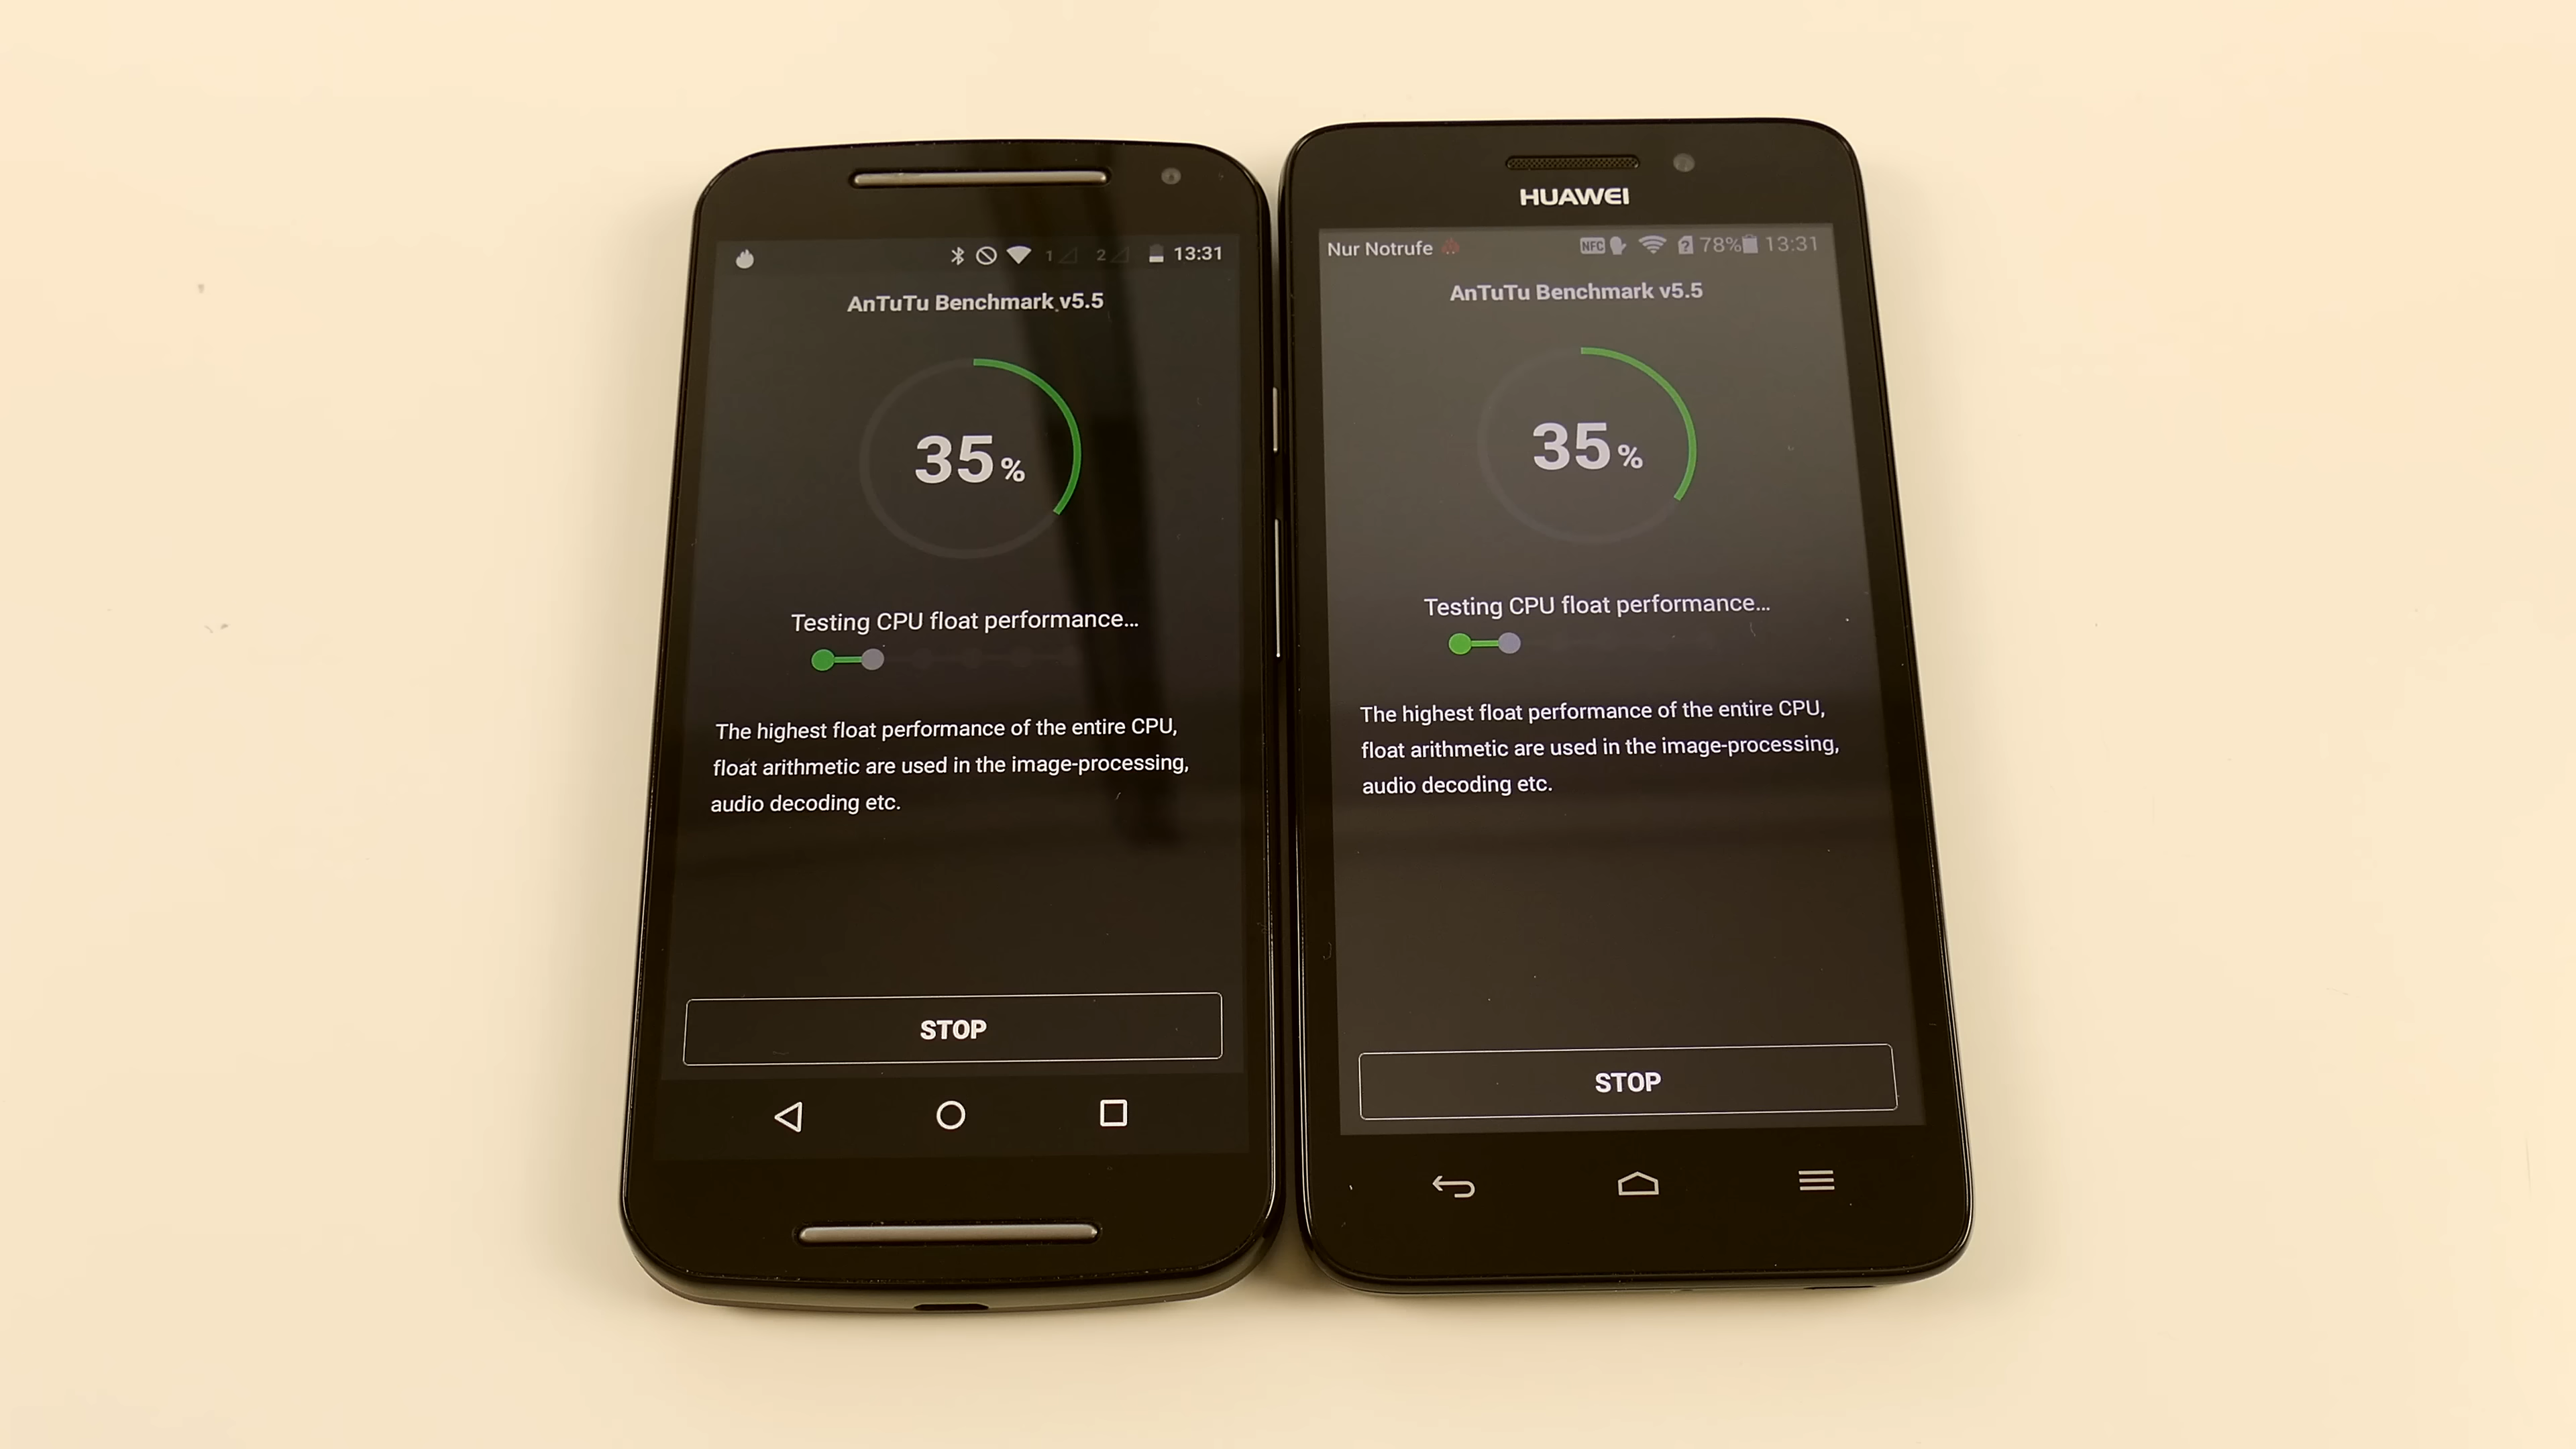 1 2 13:31
AnTuTu Benchmark v5.5
35%
Testing CPU float performance...
The highest float performance of the entire CPU,
float arithmetic are used in the image-processing,
audio decoding etc.
STOP
HUAWEI
Nur Notrufe NFC ? 78% 13:31
AnTuTu Benchmark v5.5
35%
Testing CPU float performance...
The highest float performance of the entire CPU,
float arithmetic are used in the image-processing,
audio decoding etc.
STOP